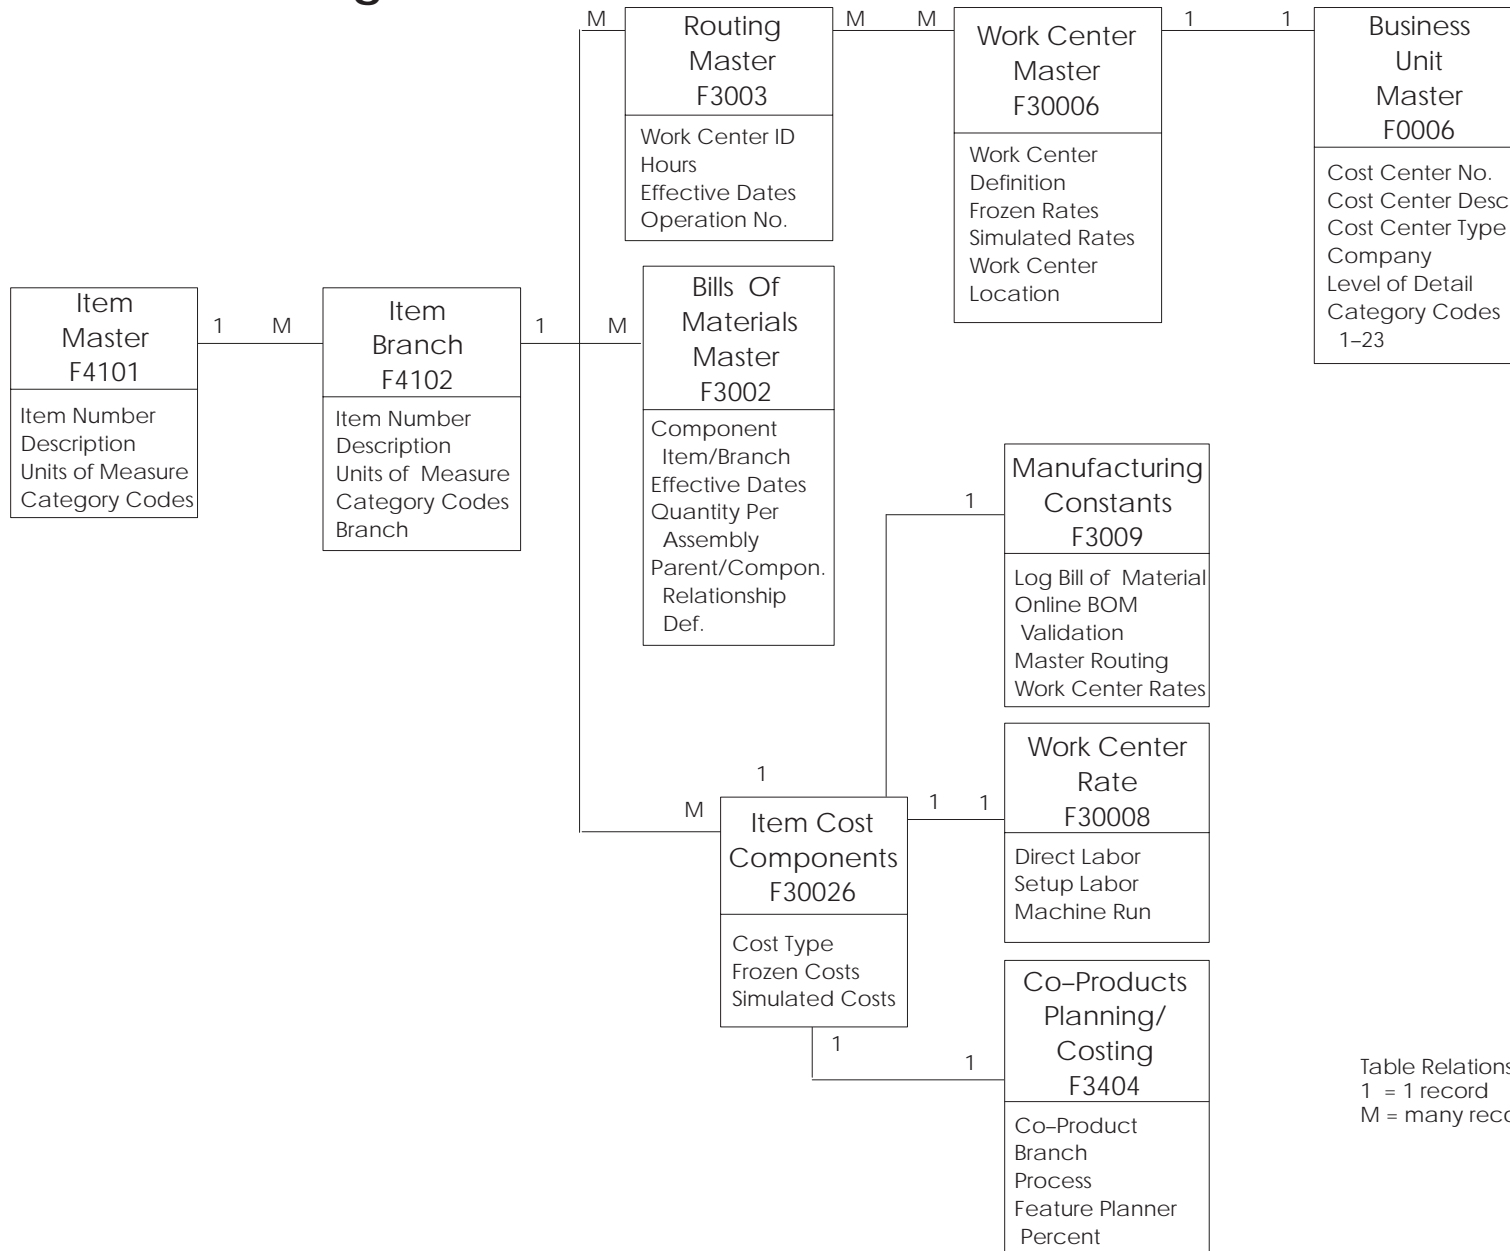 M
Routing
Master
F3003
Work Center ID
Hours
Effective Dates
Operation No.
M
M
Work Center
Master
F30006
Work Center
Definition
Frozen Rates
Simulated Rates
Work Center
Location
1
1
Business
Unit
Master
F0006
Cost Center No.
Cost Center Desc
Cost Center Type
Company
Level of Detail
Category Codes
1–23
Item
Master
F4101
Item Number
Description
Units of Measure
Category Codes
1
M
Item
Branch
F4102
Item Number
Description
Units of Measure
Category Codes
Branch
1
M
Bills Of
Materials
Master
F3002
Component
Item/Branch
Effective Dates
Quantity Per
Assembly
Parent/Compon.
Relationship
Def.
1
Manufacturing
Constants
F3009
Log Bill of Material
Online BOM
Validation
Master Routing
Work Center Rates
1
M
Item Cost
Components
F30026
Cost Type
Frozen Costs
Simulated Costs
1
1
Work Center
Rate
F30008
Direct Labor
Setup Labor
Machine Run
1
1
Co–Products
Planning/
Costing
F3404
Co–Product
Branch
Process
Feature Planner
Percent
Table Relations
1 = 1 record
M = many reco